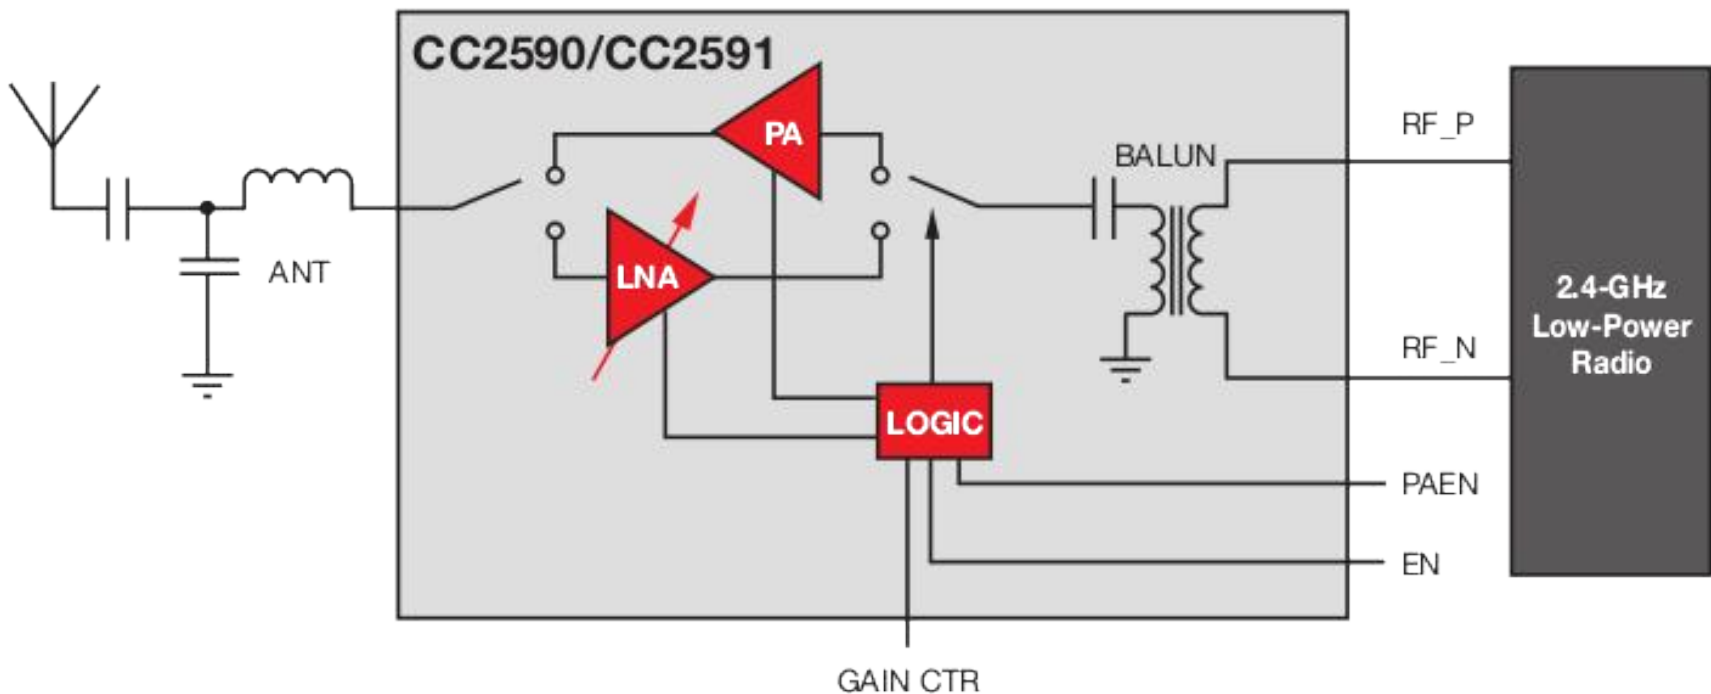 CC2590/CC2591
PA
RF_P
BALUN
ANT
LNA
2.4-GHz
Low-Power
Radio
RF_N
LOGIC
PAEN
EN
GAIN CTR